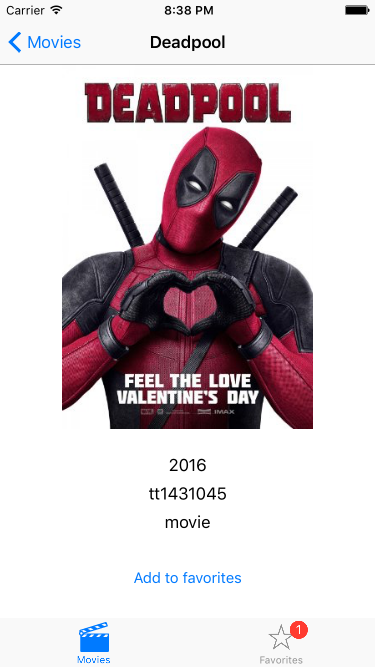 Carrier 8:38 PM
Movies Deadpool
DEADPOOL
FEEL THE LOVE
VALENTINE'S DAY
IMAX
2016
tt1431045
movie
Add to favorites
1
Movies Favorites